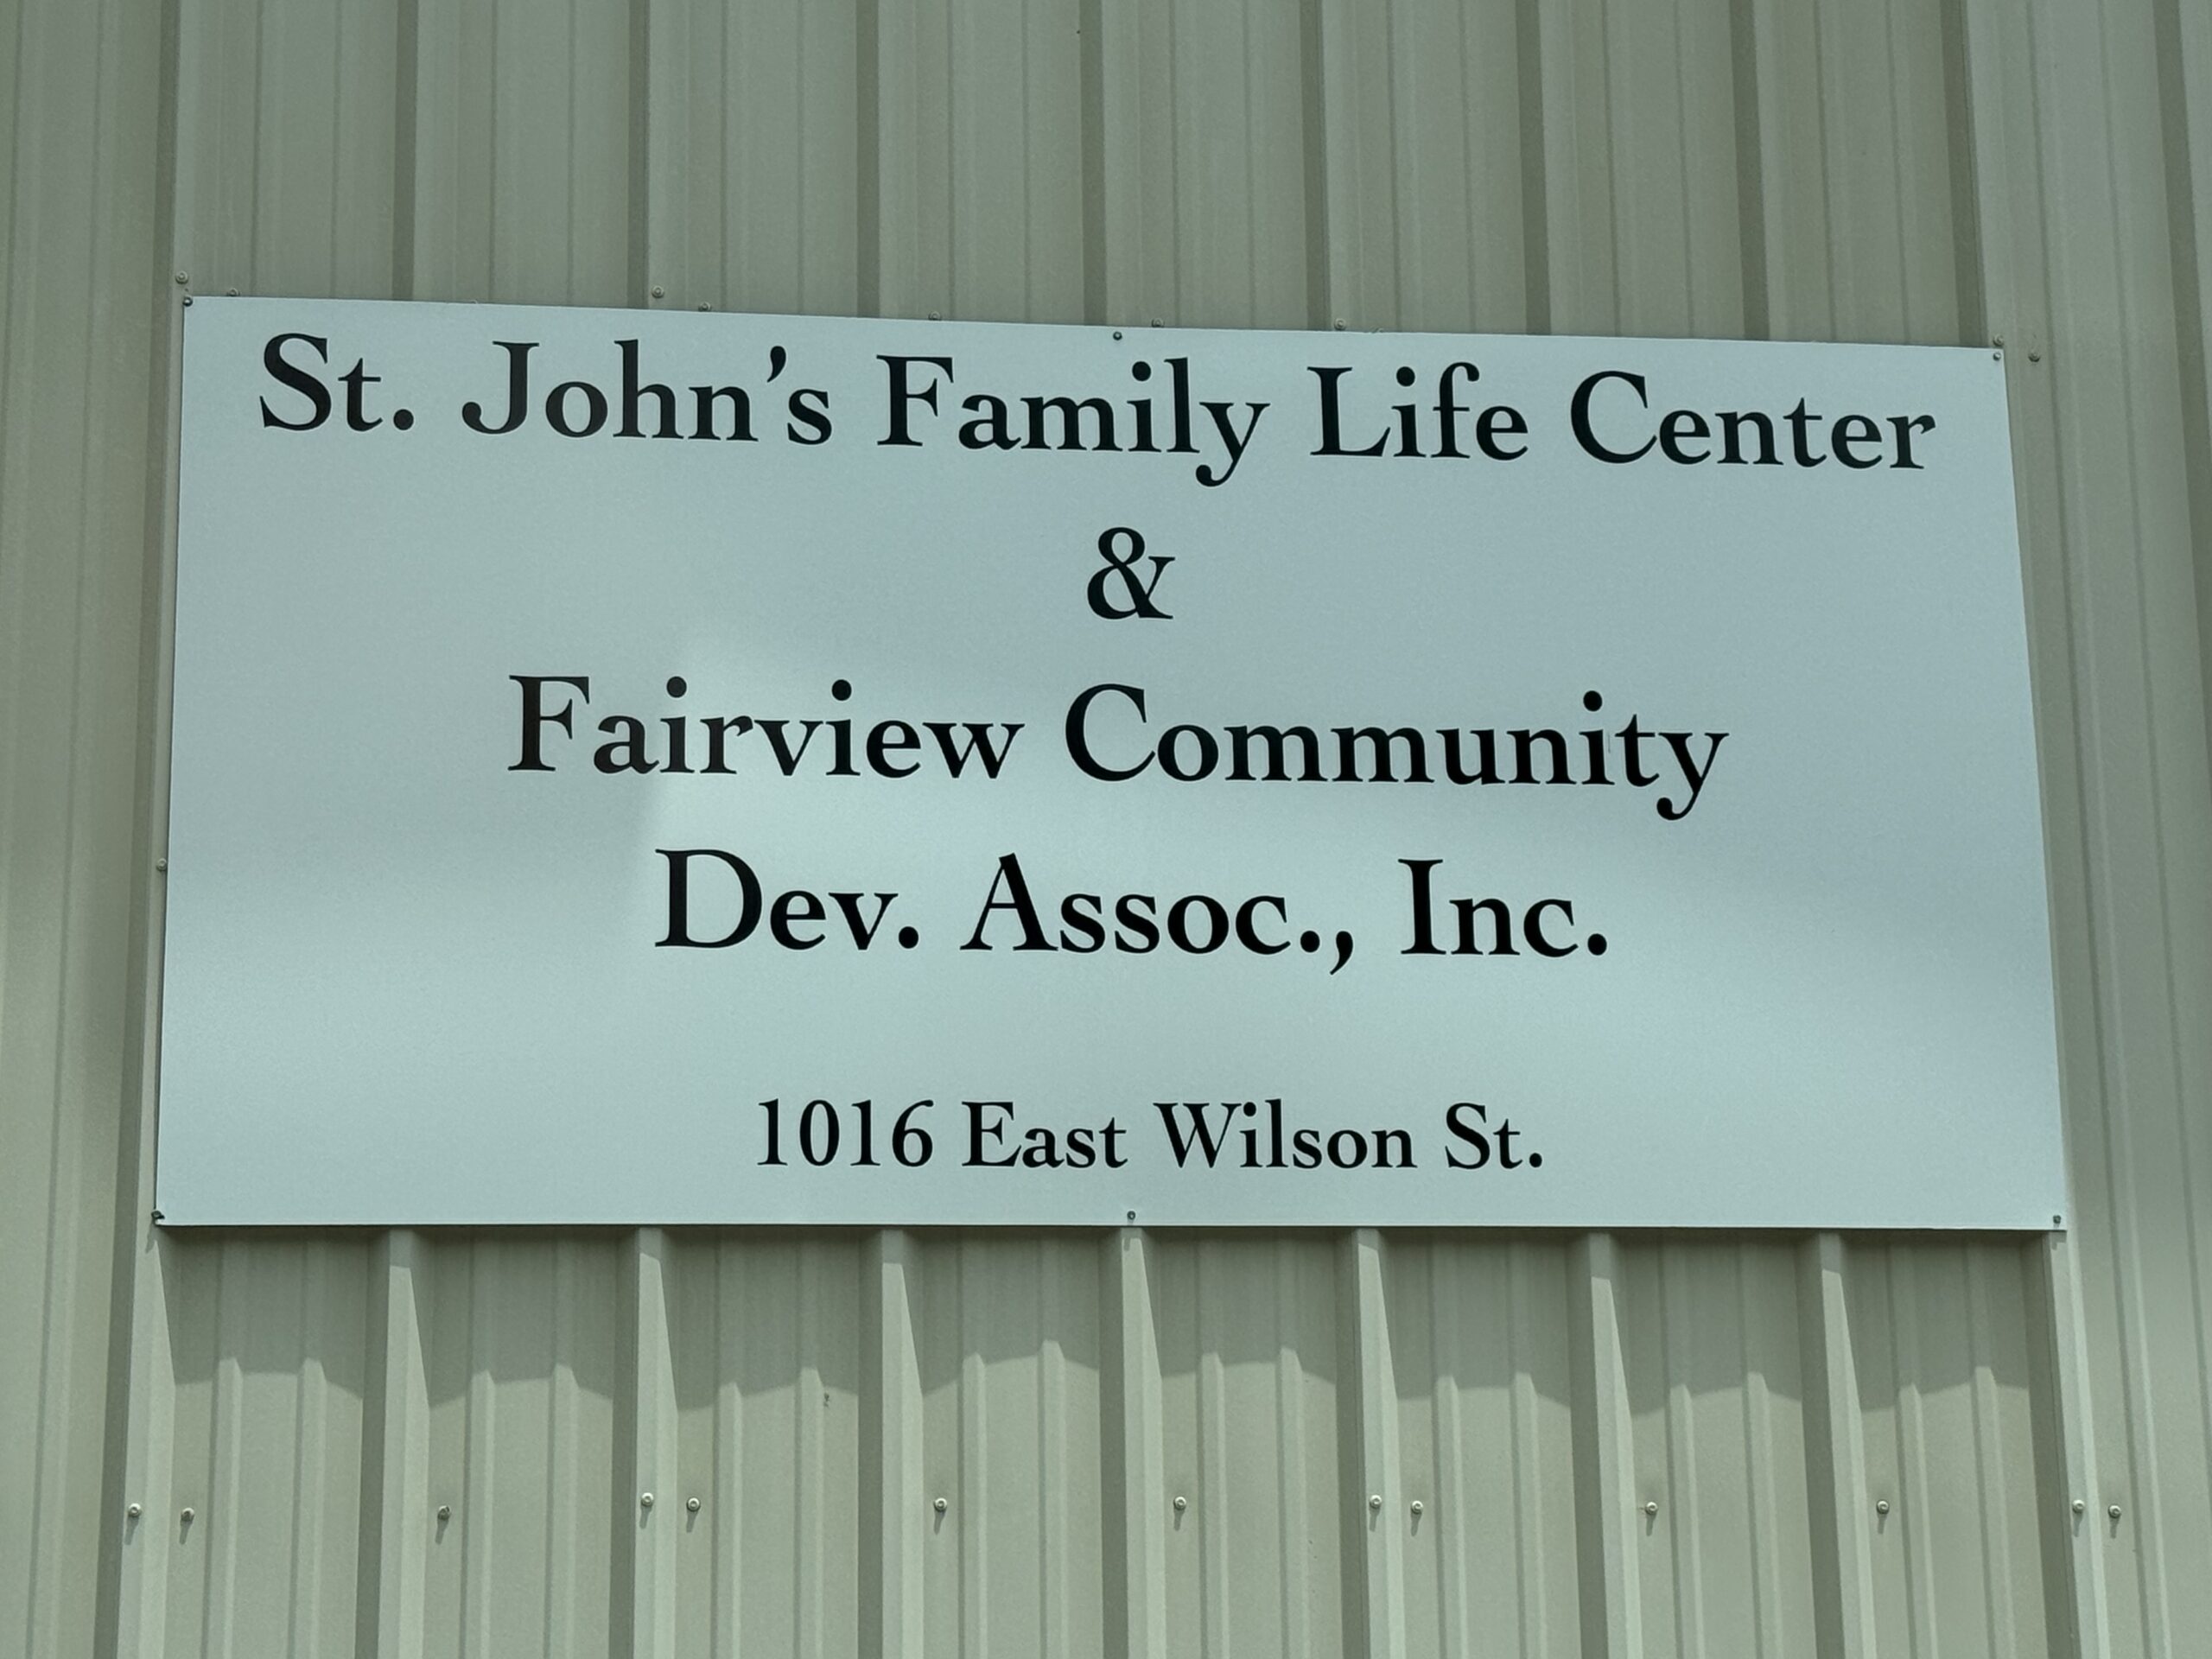 St. John's Family Life Center
&
Fairview Community
Dev. Assoc., Inc.
1016 East Wilson St.